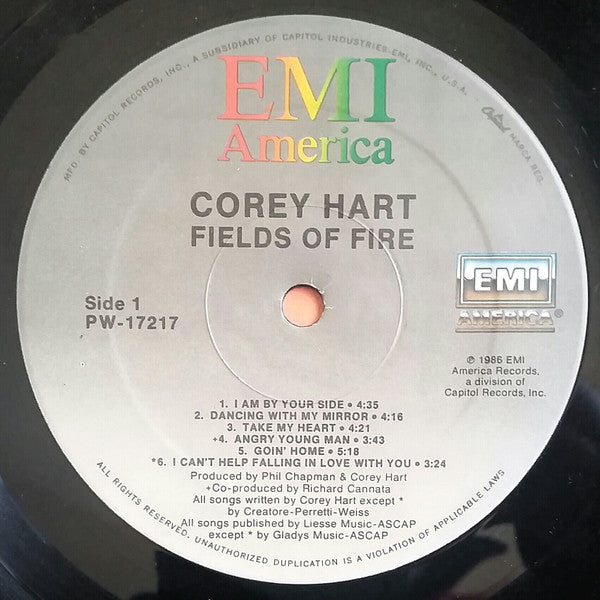 MFD. BY CAPITOL RECORDS, INC., A SUBSIDIARY OF CAPITOL INDUSTRIES-EMI, INC., U.S.A.
Capitol MARCA REG.
EMI
America
COREY HART
FIELDS OF FIRE
Side 1
PW-17217
EMI
AMERICA®
℗ 1986 EMI
America Records,
a division of
Capitol Records, Inc.
1. I AM BY YOUR SIDE • 4:35
2. DANCING WITH MY MIRROR • 4:16
3. TAKE MY HEART • 4:21
+4. ANGRY YOUNG MAN • 3:43
5. GOIN' HOME • 5:18
*6. I CAN'T HELP FALLING IN LOVE WITH YOU • 3:24
Produced by Phil Chapman & Corey Hart
+Co-produced by Richard Cannata
All songs written by Corey Hart except *
by Creatore-Perretti-Weiss
All songs published by Liesse Music-ASCAP
except * by Gladys Music-ASCAP
ALL RIGHTS RESERVED. UNAUTHORIZED DUPLICATION IS A VIOLATION OF APPLICABLE LAWS